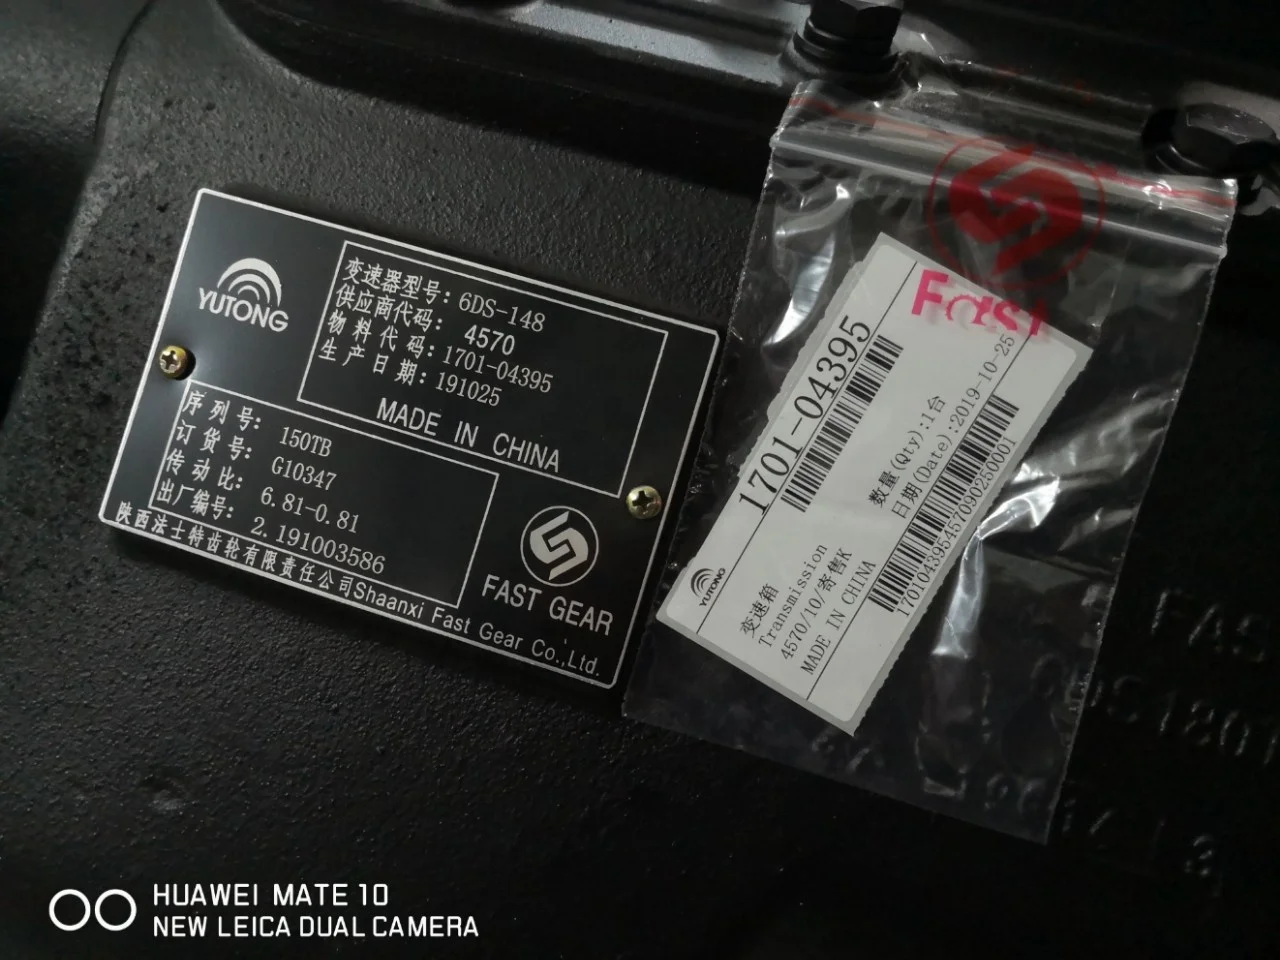 YUTONG
变速器型号: 6DS-148
供应商代码: 4570
物料代码: 1701-04395
生产日期: 191025
MADE IN CHINA
序列号: 150TB
订货号: G10347
传动比: 6.81-0.81
出厂编号: 2.191003586
FAST GEAR
陕西法士特齿轮有限责任公司Shaanxi Fast Gear Co.,Ltd.
Fast
1701-04395
数量(Qty):1台
日期(Date):2019-10-25
170104395457090250001
YUTONG
变速箱
Transmission
4570/10/寄售K
MADE IN CHINA
HUAWEI MATE 10
NEW LEICA DUAL CAMERA